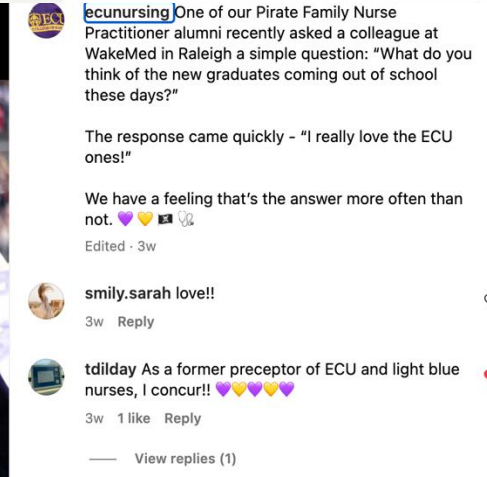 ecunursing One of our Pirate Family Nurse
Practitioner alumni recently asked a colleague at
WakeMed in Raleigh a simple question: “What do you
think of the new graduates coming out of school
these days?”
The response came quickly - “I really love the ECU
ones!”
We have a feeling that’s the answer more often than
not. 💜 💛 🏴‍☠️ 🩺
Edited · 3w
smily.sarah love!!
3w Reply
tdilday As a former preceptor of ECU and light blue
nurses, I concur!! 💜💛💜💛💜
3w 1 like Reply
View replies (1)